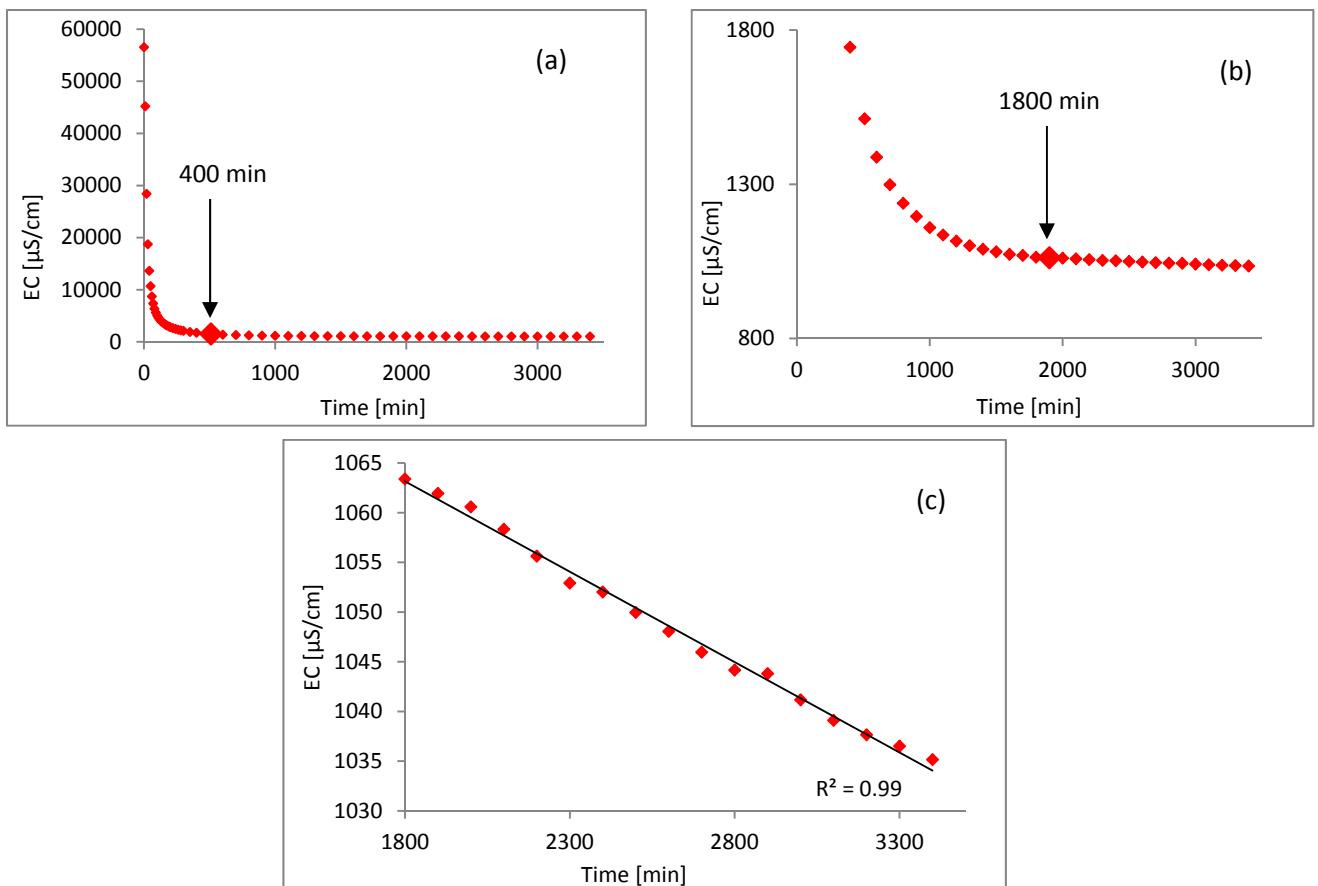 (a)
60000
50000
40000
30000
20000
10000
0
EC [µS/cm]
400 min
0 1000 2000 3000
Time [min]
(b)
1800
1300
800
EC [µS/cm]
1800 min
0 1000 2000 3000
Time [min]
(c)
1065
1060
1055
1050
1045
1040
1035
1030
EC [µS/cm]
R² = 0.99
1800 2300 2800 3300
Time [min]